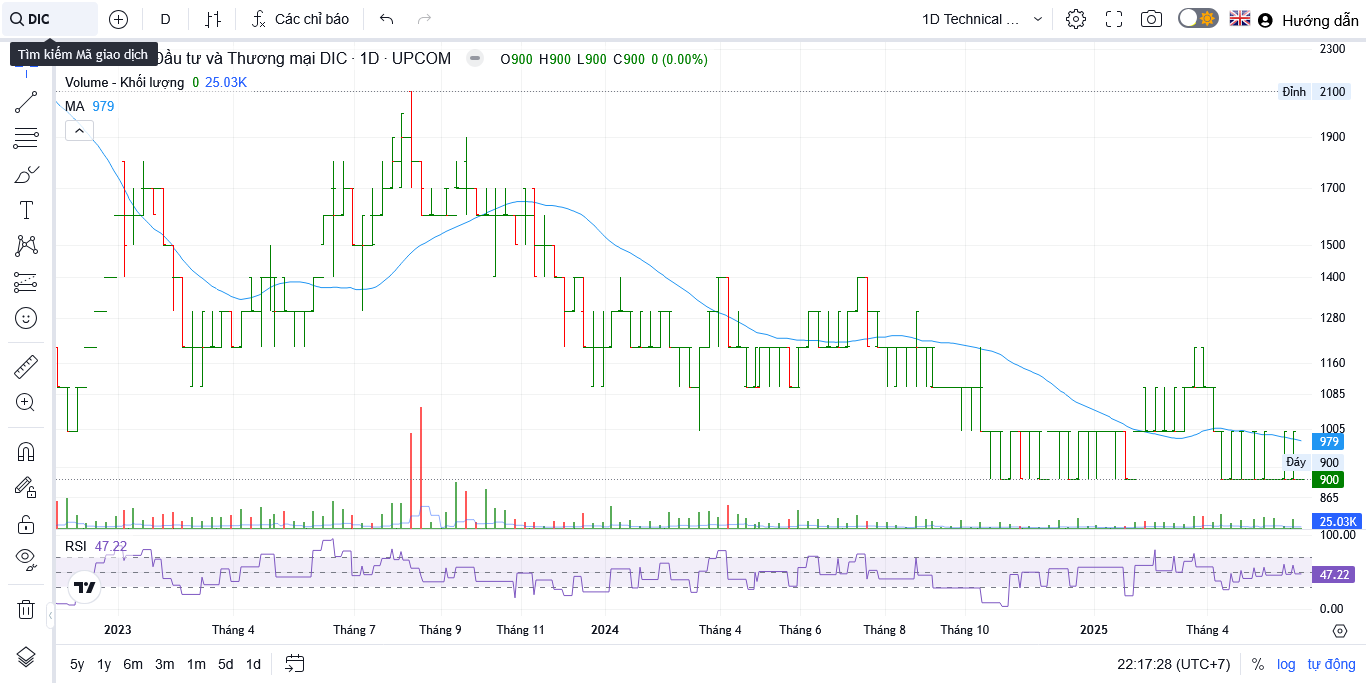 DIC
D
Các chỉ báo
1D Technical ...
Hướng dẫn
Tìm kiếm Mã giao dịch
Đầu tư và Thương mại DIC · 1D · UPCOM
O900 H900 L900 C900 0 (0.00%)
Volume - Khối lượng 0 25.03K
MA 979
2300
Đỉnh 2100
1900
1700
1500
1400
1280
1160
1085
1005
979
Đáy 900
900
865
25.03K
100.00
RSI 47.22
47.22
0.00
2023 Tháng 4 Tháng 7 Tháng 9 Tháng 11 2024 Tháng 4 Tháng 6 Tháng 8 Tháng 10 2025 Tháng 4
5y 1y 6m 3m 1m 5d 1d
22:17:28 (UTC+7) % log tự động